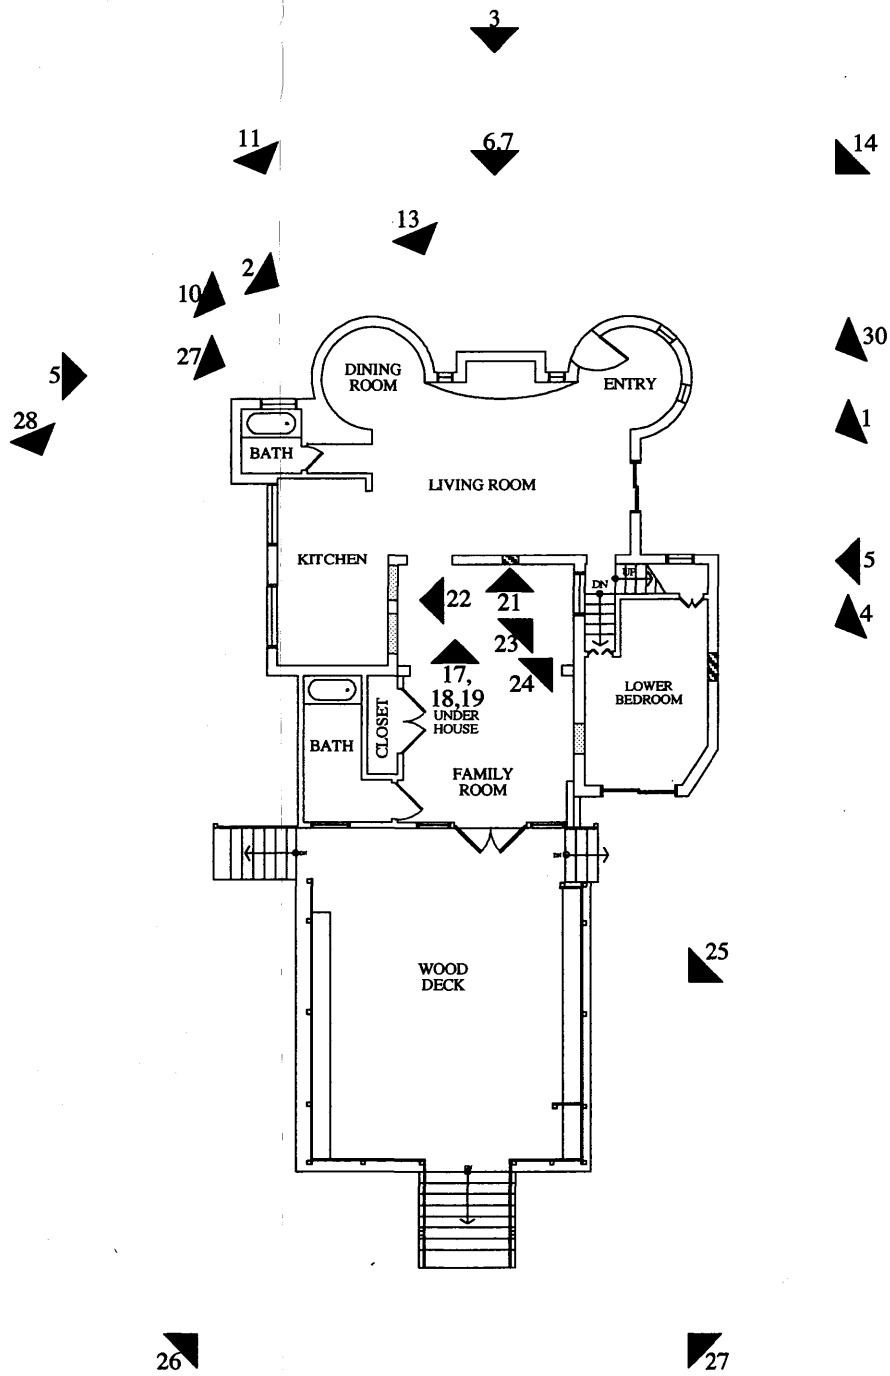 3
11
6,7
14
13
2
10
30
27
5
DINING
ROOM
ENTRY
28
1
BATH
LIVING ROOM
KITCHEN
5
UP
DN
22
21
4
23
17,
24
18,19
UNDER
HOUSE
LOWER
BEDROOM
CLOSET
BATH
FAMILY
ROOM
DN
DN
25
WOOD
DECK
DN
26
27